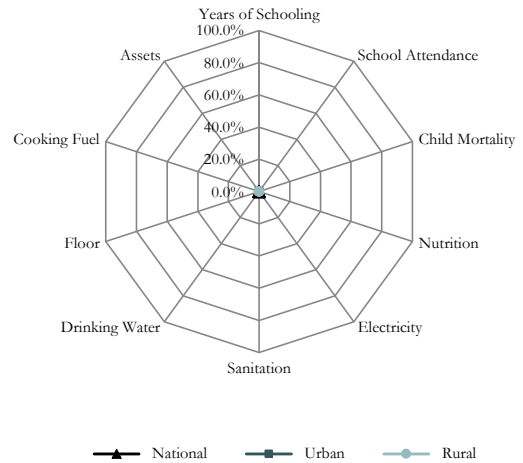 Years of Schooling
100.0%
Assets
School Attendance
80.0%
60.0%
Cooking Fuel
40.0%
Child Mortality
20.0%
0.0%
Floor
Nutrition
Drinking Water
Electricity
Sanitation
National Urban Rural